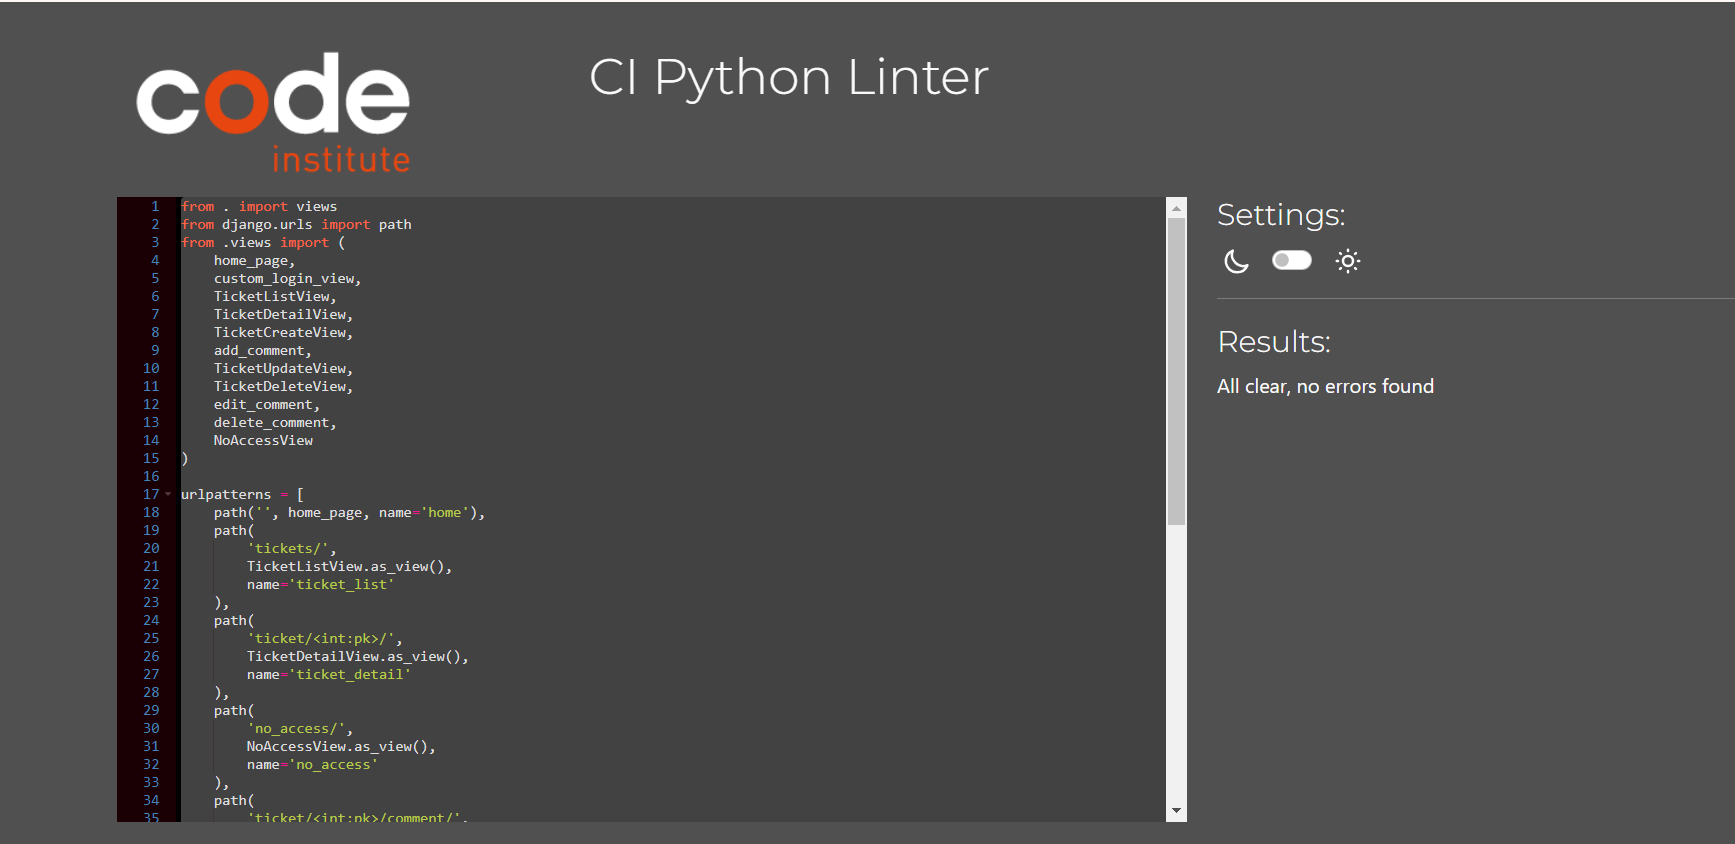 code
institute
CI Python Linter
1 from . import views
2 from django.urls import path
3 from .views import (
4     home_page,
5     custom_login_view,
6     TicketListView,
7     TicketDetailView,
8     TicketCreateView,
9     add_comment,
10     TicketUpdateView,
11     TicketDeleteView,
12     edit_comment,
13     delete_comment,
14     NoAccessView
15 )
16
17 urlpatterns = [
18     path('', home_page, name='home'),
19     path(
20         'tickets/',
21         TicketListView.as_view(),
22         name='ticket_list'
23     ),
24     path(
25         'ticket/<int:pk>/',
26         TicketDetailView.as_view(),
27         name='ticket_detail'
28     ),
29     path(
30         'no_access/',
31         NoAccessView.as_view(),
32         name='no_access'
33     ),
34     path(
35         'ticket/<int:pk>/comment/',
Settings:
Results:
All clear, no errors found